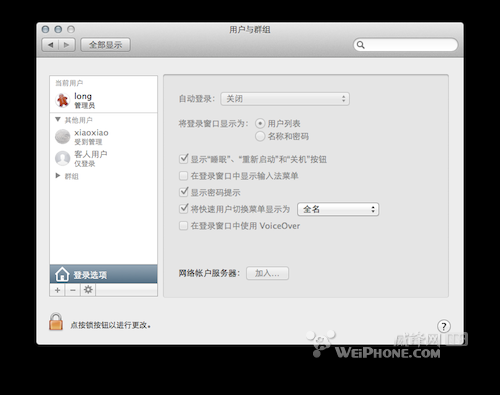 用户与群组
全部显示
当前用户
long
管理员
其他用户
xiaoxiao
受到管理
客人用户
仅登录
群组
登录选项
自动登录： 关闭
将登录窗口显示为： 用户列表
名称和密码
显示“睡眠”、“重新启动”和“关机”按钮
在登录窗口中显示输入法菜单
显示密码提示
将快速用户切换菜单显示为 全名
在登录窗口中使用 VoiceOver
网络帐户服务器： 加入...
点按锁按钮以进行更改。
?
威锋网
WEIPHONE.COM